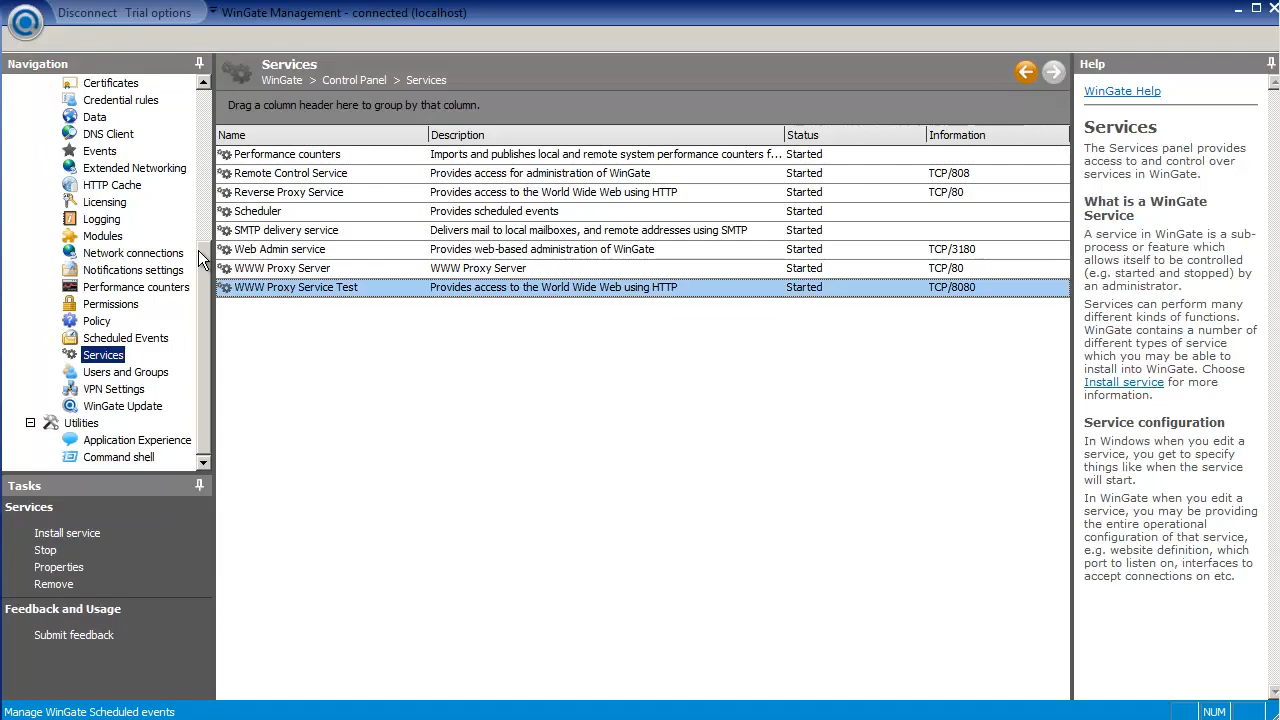 Disconnect Trial options WinGate Management - connected (localhost)
Navigation
Certificates
Credential rules
Data
DNS Client
Events
Extended Networking
HTTP Cache
Licensing
Logging
Modules
Network connections
Notifications settings
Performance counters
Permissions
Policy
Scheduled Events
Services
Users and Groups
VPN Settings
WinGate Update
Utilities
Application Experience
Command shell
Tasks
Services
Install service
Stop
Properties
Remove
Feedback and Usage
Submit feedback
Services
WinGate > Control Panel > Services
Drag a column header here to group by that column.
Name Description Status Information
Performance counters Imports and publishes local and remote system performance counters f... Started
Remote Control Service Provides access for administration of WinGate Started TCP/808
Reverse Proxy Service Provides access to the World Wide Web using HTTP Started TCP/80
Scheduler Provides scheduled events Started
SMTP delivery service Delivers mail to local mailboxes, and remote addresses using SMTP Started
Web Admin service Provides web-based administration of WinGate Started TCP/3180
WWW Proxy Server WWW Proxy Server Started TCP/80
WWW Proxy Service Test Provides access to the World Wide Web using HTTP Started TCP/8080
Help
WinGate Help
Services
The Services panel provides
access to and control over
services in WinGate.
What is a WinGate
Service
A service in WinGate is a sub-
process or feature which
allows itself to be controlled
(e.g. started and stopped) by
an administrator.
Services can perform many
different kinds of functions.
WinGate contains a number of
different types of service
which you may be able to
install into WinGate. Choose
Install service for more
information.
Service configuration
In Windows when you edit a
service, you get to specify
things like when the service
will start.
In WinGate when you edit a
service, you may be providing
the entire operational
configuration of that service,
e.g. website definition, which
port to listen on, interfaces to
accept connections on etc.
Manage WinGate Scheduled events NUM